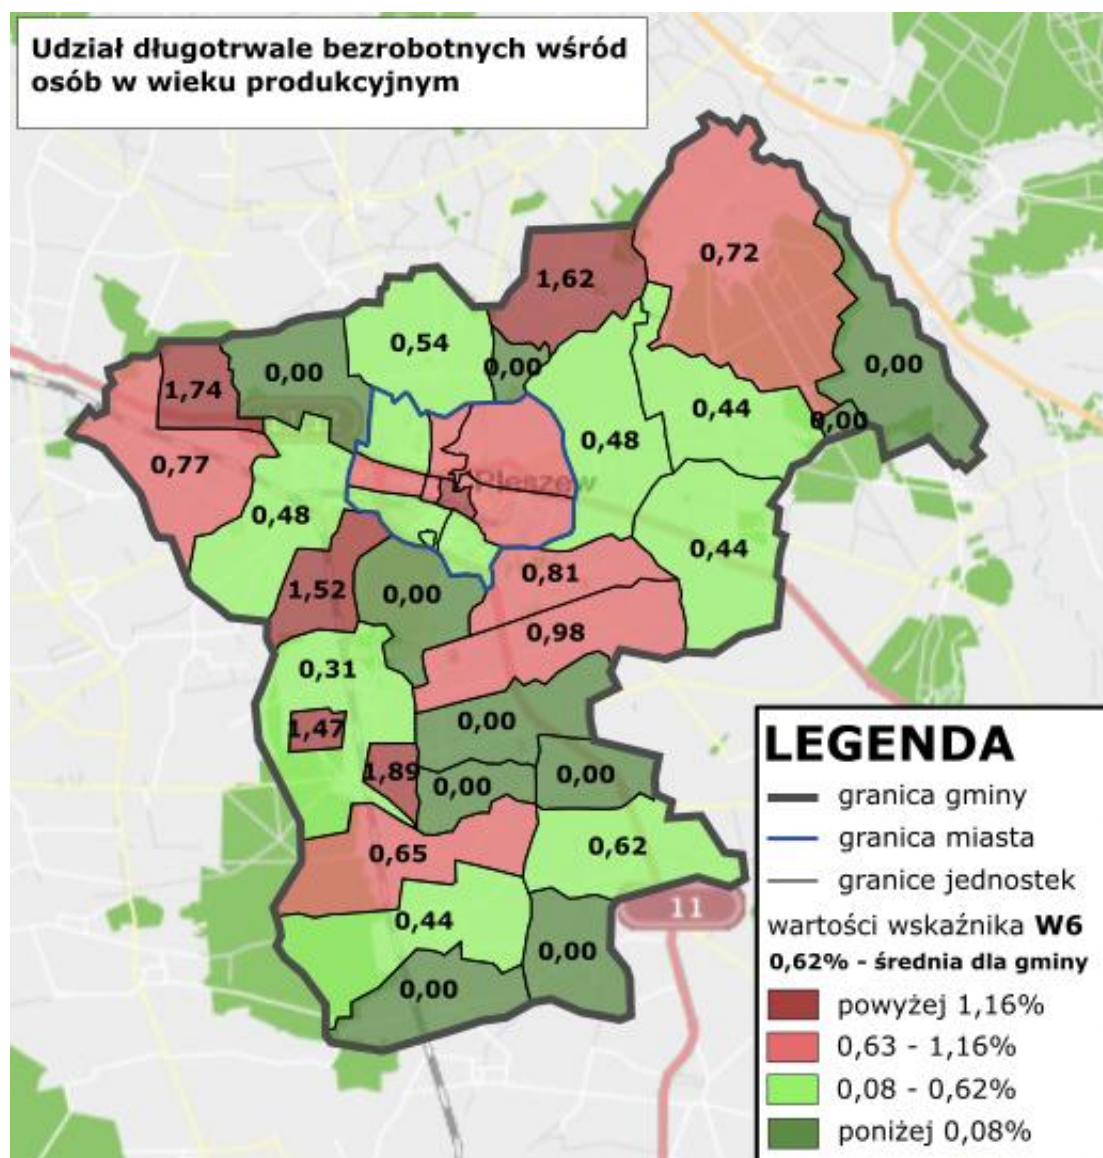 Udział długotrwale bezrobotnych wśród
osób w wieku produkcyjnym
0,72
1,62
0,54
0,00
0,00
0,00
1,74
0,44
0,00
0,48
0,77
Pleszew
0,48
0,44
0,81
1,52
0,00
0,98
0,31
0,00
1,47
1,89
0,00
0,00
0,62
0,65
11
0,44
0,00
0,00
LEGENDA
granica gminy
granica miasta
granice jednostek
wartości wskaźnika W6
0,62% - średnia dla gminy
powyżej 1,16%
0,63 - 1,16%
0,08 - 0,62%
poniżej 0,08%